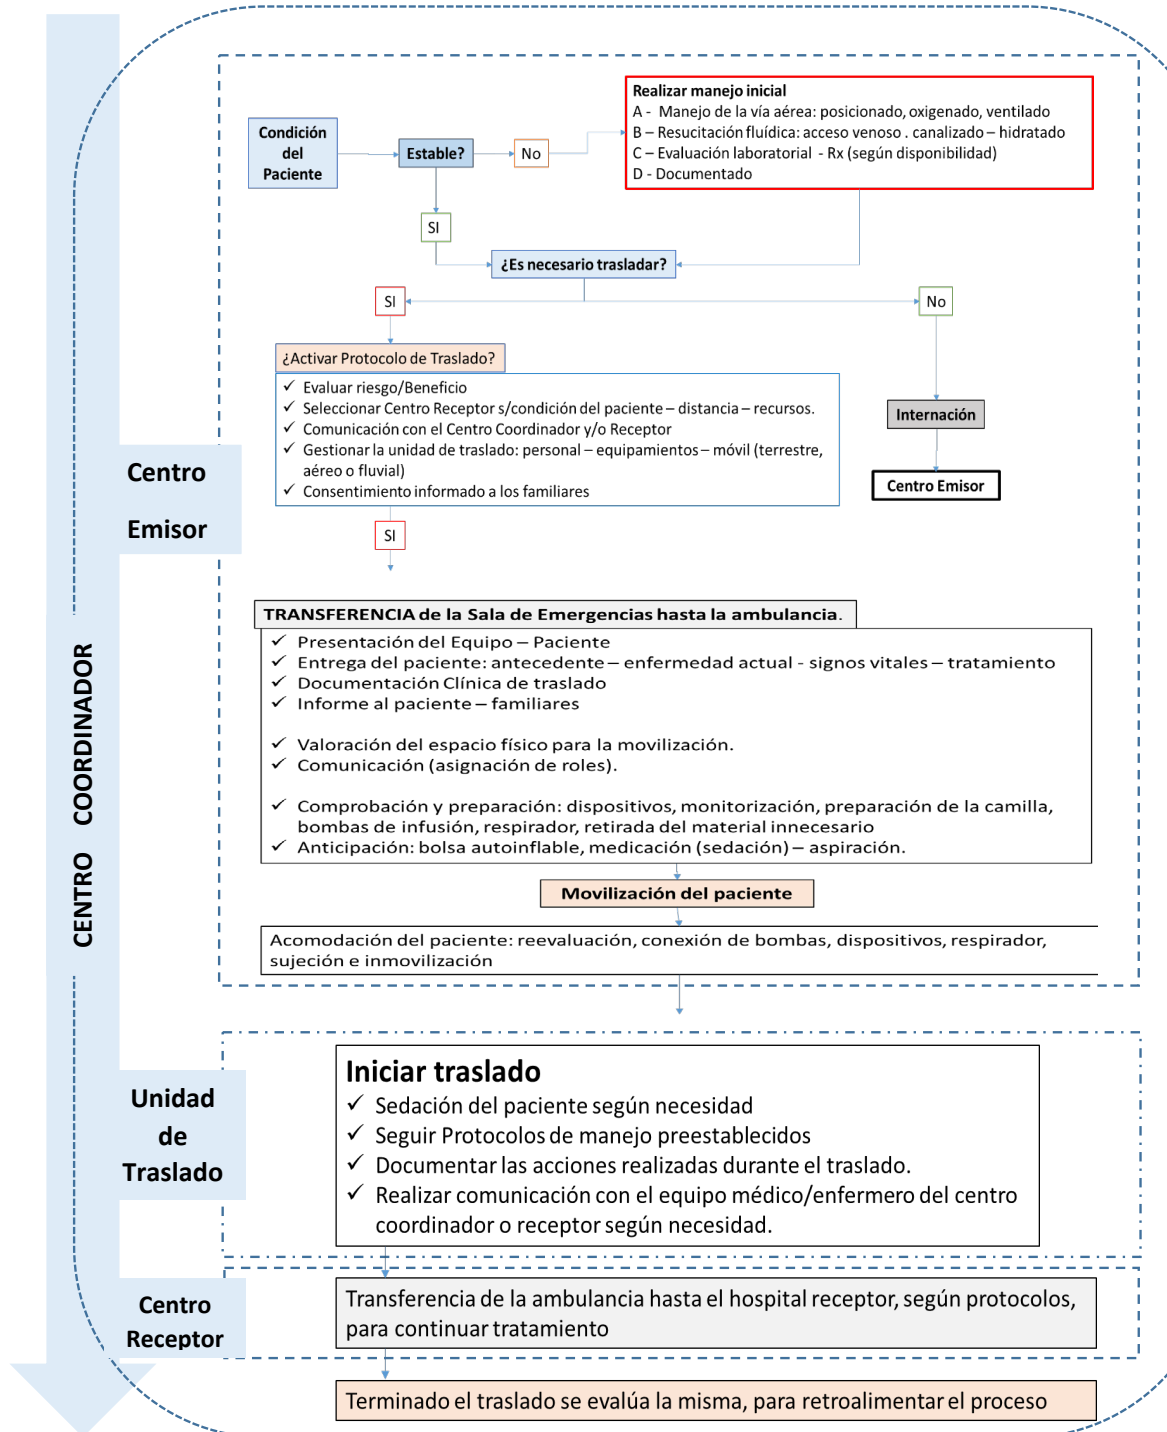 Realizar manejo inicial
A - Manejo de la vía aérea: posicionado, oxigenado, ventilado
B – Resucitación fluídica: acceso venoso . canalizado – hidratado
C – Evaluación laboratorial - Rx (según disponibilidad)
D - Documentado
Condición
del
Paciente
Estable?
No
SI
¿Es necesario trasladar?
SI
No
¿Activar Protocolo de Traslado?
✓ Evaluar riesgo/Beneficio
✓ Seleccionar Centro Receptor s/condición del paciente – distancia – recursos.
✓ Comunicación con el Centro Coordinador y/o Receptor
✓ Gestionar la unidad de traslado: personal – equipamientos – móvil (terrestre,
aéreo o fluvial)
✓ Consentimiento informado a los familiares
Internación
Centro Emisor
SI
Centro
Emisor
TRANSFERENCIA de la Sala de Emergencias hasta la ambulancia.
✓ Presentación del Equipo – Paciente
✓ Entrega del paciente: antecedente – enfermedad actual - signos vitales – tratamiento
✓ Documentación Clínica de traslado
✓ Informe al paciente – familiares
✓ Valoración del espacio físico para la movilización.
✓ Comunicación (asignación de roles).
✓ Comprobación y preparación: dispositivos, monitorización, preparación de la camilla,
bombas de infusión, respirador, retirada del material innecesario
✓ Anticipación: bolsa autoinflable, medicación (sedación) – aspiración.
Movilización del paciente
Acomodación del paciente: reevaluación, conexión de bombas, dispositivos, respirador,
sujeción e inmovilización
CENTRO COORDINADOR
Unidad
de
Traslado
Iniciar traslado
✓ Sedación del paciente según necesidad
✓ Seguir Protocolos de manejo preestablecidos
✓ Documentar las acciones realizadas durante el traslado.
✓ Realizar comunicación con el equipo médico/enfermero del centro
coordinador o receptor según necesidad.
Centro
Receptor
Transferencia de la ambulancia hasta el hospital receptor, según protocolos,
para continuar tratamiento
Terminado el traslado se evalúa la misma, para retroalimentar el proceso